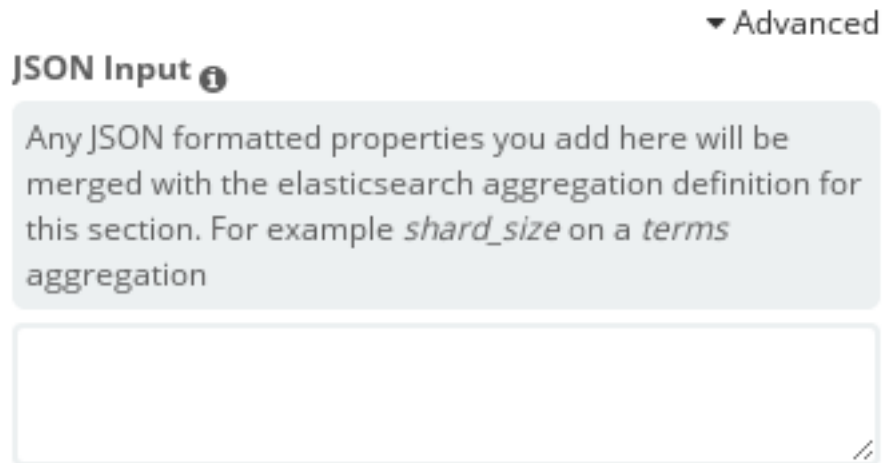 Advanced
JSON Input
Any JSON formatted properties you add here will be
merged with the elasticsearch aggregation definition for
this section. For example shard_size on a terms
aggregation